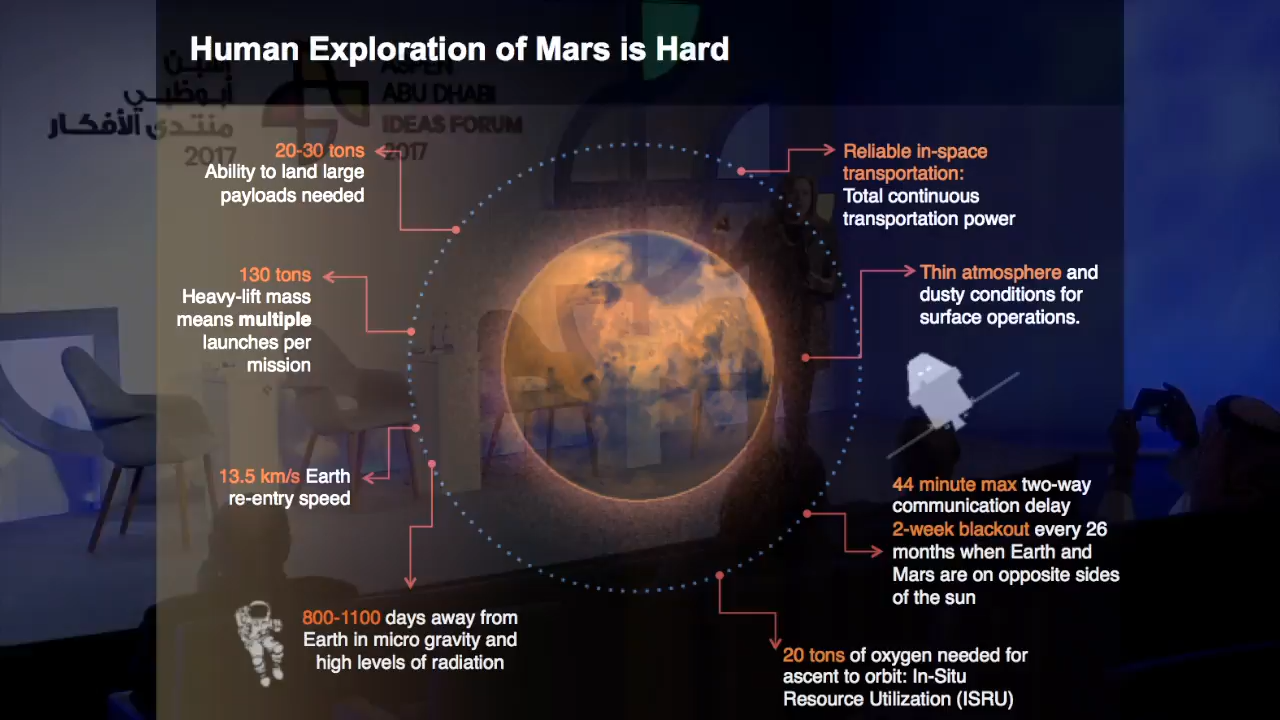 Human Exploration of Mars is Hard
أسبن
أبوظبي
منتدى الأفكار
2017
ASPEN
ABU DHABI
IDEAS FORUM
2017
20-30 tons
Ability to land large
payloads needed
130 tons
Heavy-lift mass
means multiple
launches per
mission
13.5 km/s Earth
re-entry speed
800-1100 days away from
Earth in micro gravity and
high levels of radiation
Reliable in-space
transportation:
Total continuous
transportation power
Thin atmosphere and
dusty conditions for
surface operations.
44 minute max two-way
communication delay
2-week blackout every 26
months when Earth and
Mars are on opposite sides
of the sun
20 tons of oxygen needed for
ascent to orbit: In-Situ
Resource Utilization (ISRU)